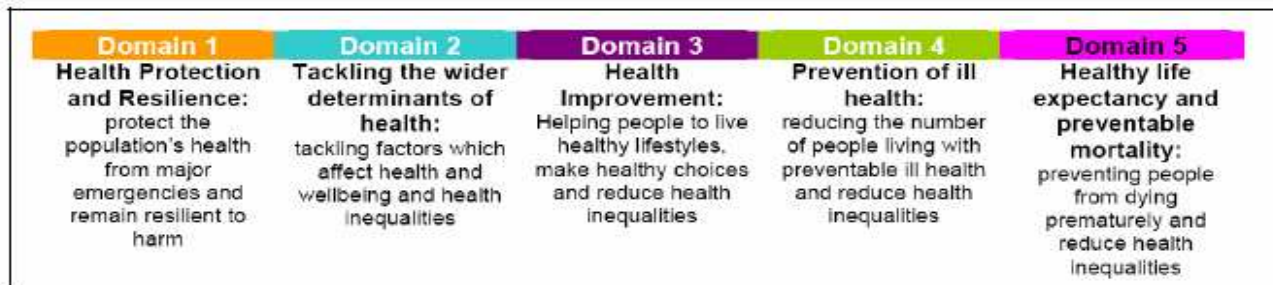 Domain 1
Health Protection
and Resilience:
protect the
population's health
from major
emergencies and
remain resilient to
harm
Domain 2
Tackling the wider
determinants of
health:
tackling factors which
affect health and
wellbeing and health
inequalities
Domain 3
Health
Improvement:
Helping people to live
healthy lifestyles,
make healthy choices
and reduce health
inequalities
Domain 4
Prevention of ill
health:
reducing the number
of people living with
preventable ill health
and reduce health
inequalities
Domain 5
Healthy life
expectancy and
preventable
mortality:
preventing people
from dying
prematurely and
reduce health
inequalities